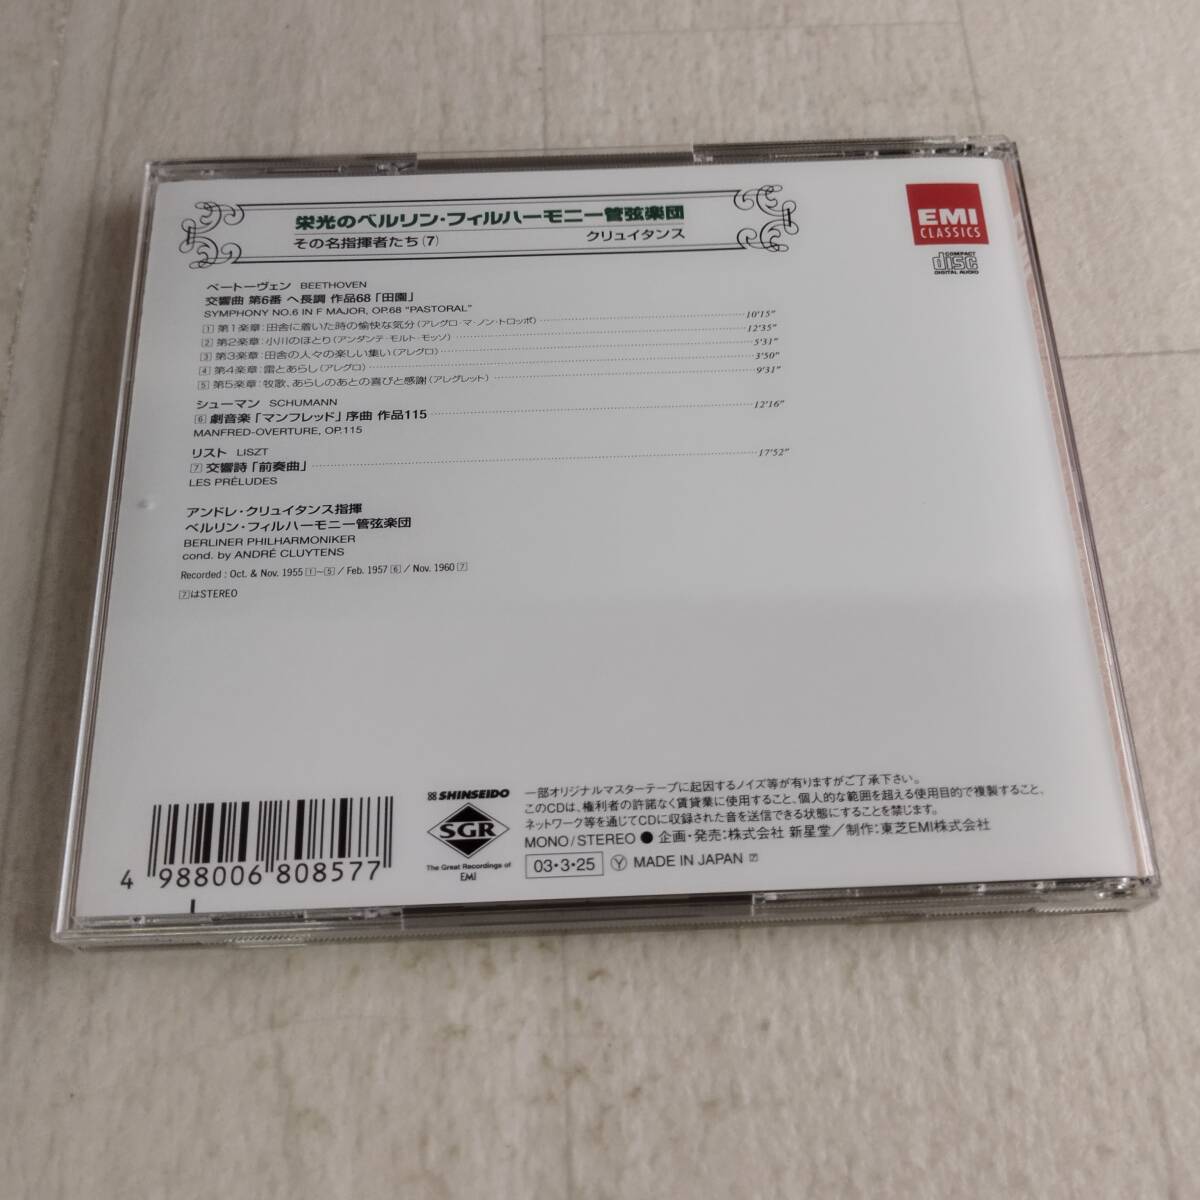 栄光のベルリン・フィルハーモニー管弦楽団
その名指揮者たち(7) クリュイタンス
EMI
CLASSICS
COMPACT
disc
DIGITAL AUDIO
ベートーヴェン BEETHOVEN
交響曲 第6番 ヘ長調 作品68「田園」
SYMPHONY NO.6 IN F MAJOR, OP.68 "PASTORAL"
1 第1楽章:田舎に着いた時の愉快な気分(アレグロ・マ・ノン・トロッポ) 10'15"
2 第2楽章:小川のほとり(アンダンテ・モルト・モッソ) 12'35"
3 第3楽章:田舎の人々の楽しい集い(アレグロ) 5'31"
4 第4楽章:雷とあらし(アレグロ) 3'50"
5 第5楽章:牧歌、あらしのあとの喜びと感謝(アレグレット) 9'31"
シューマン SCHUMANN
6 劇音楽「マンフレッド」序曲 作品115 12'16"
MANFRED-OVERTURE, OP.115
リスト LISZT
7 交響詩「前奏曲」 17'52"
LES PRÉLUDES
アンドレ・クリュイタンス指揮
ベルリン・フィルハーモニー管弦楽団
BERLINER PHILHARMONIKER
cond. by ANDRÉ CLUYTENS
Recorded : Oct. & Nov. 1955 1~5 / Feb. 1957 6 / Nov. 1960 7
7はSTEREO
4 988006 808577
SHINSEIDO
SGR
The Great Recordings of
EMI
一部オリジナルマスターテープに起因するノイズ等が有りますがご了承下さい。
このCDは、権利者の許諾なく賃貸業に使用すること、個人的な範囲を超える使用目的で複製すること、
ネットワーク等を通じてCDに収録された音を送信できる状態にすることを禁じます。
MONO/STEREO ● 企画・発売:株式会社 新星堂/制作:東芝EMI株式会社
03・3・25 Ⓨ MADE IN JAPAN